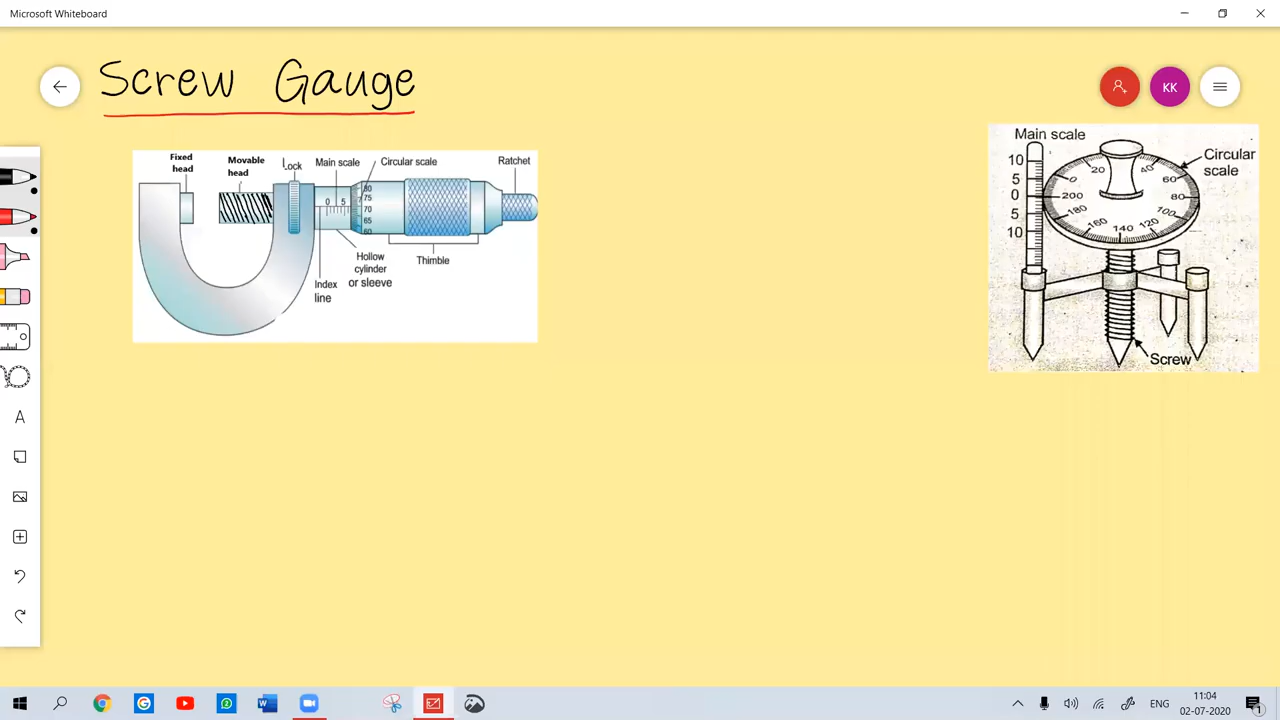 Microsoft Whiteboard
Screw Gauge
KK
Fixed
head
Movable
head
Lock
Main scale
Circular scale
Ratchet
0 5
80
75
70
65
60
Hollow
cylinder
or sleeve
Thimble
Index
line
Main scale
10
5
0
5
10
Circular
scale
0 20 40 60 80 100 120 140 160 180 200
Screw
A
ENG
11:04
02-07-2020
1